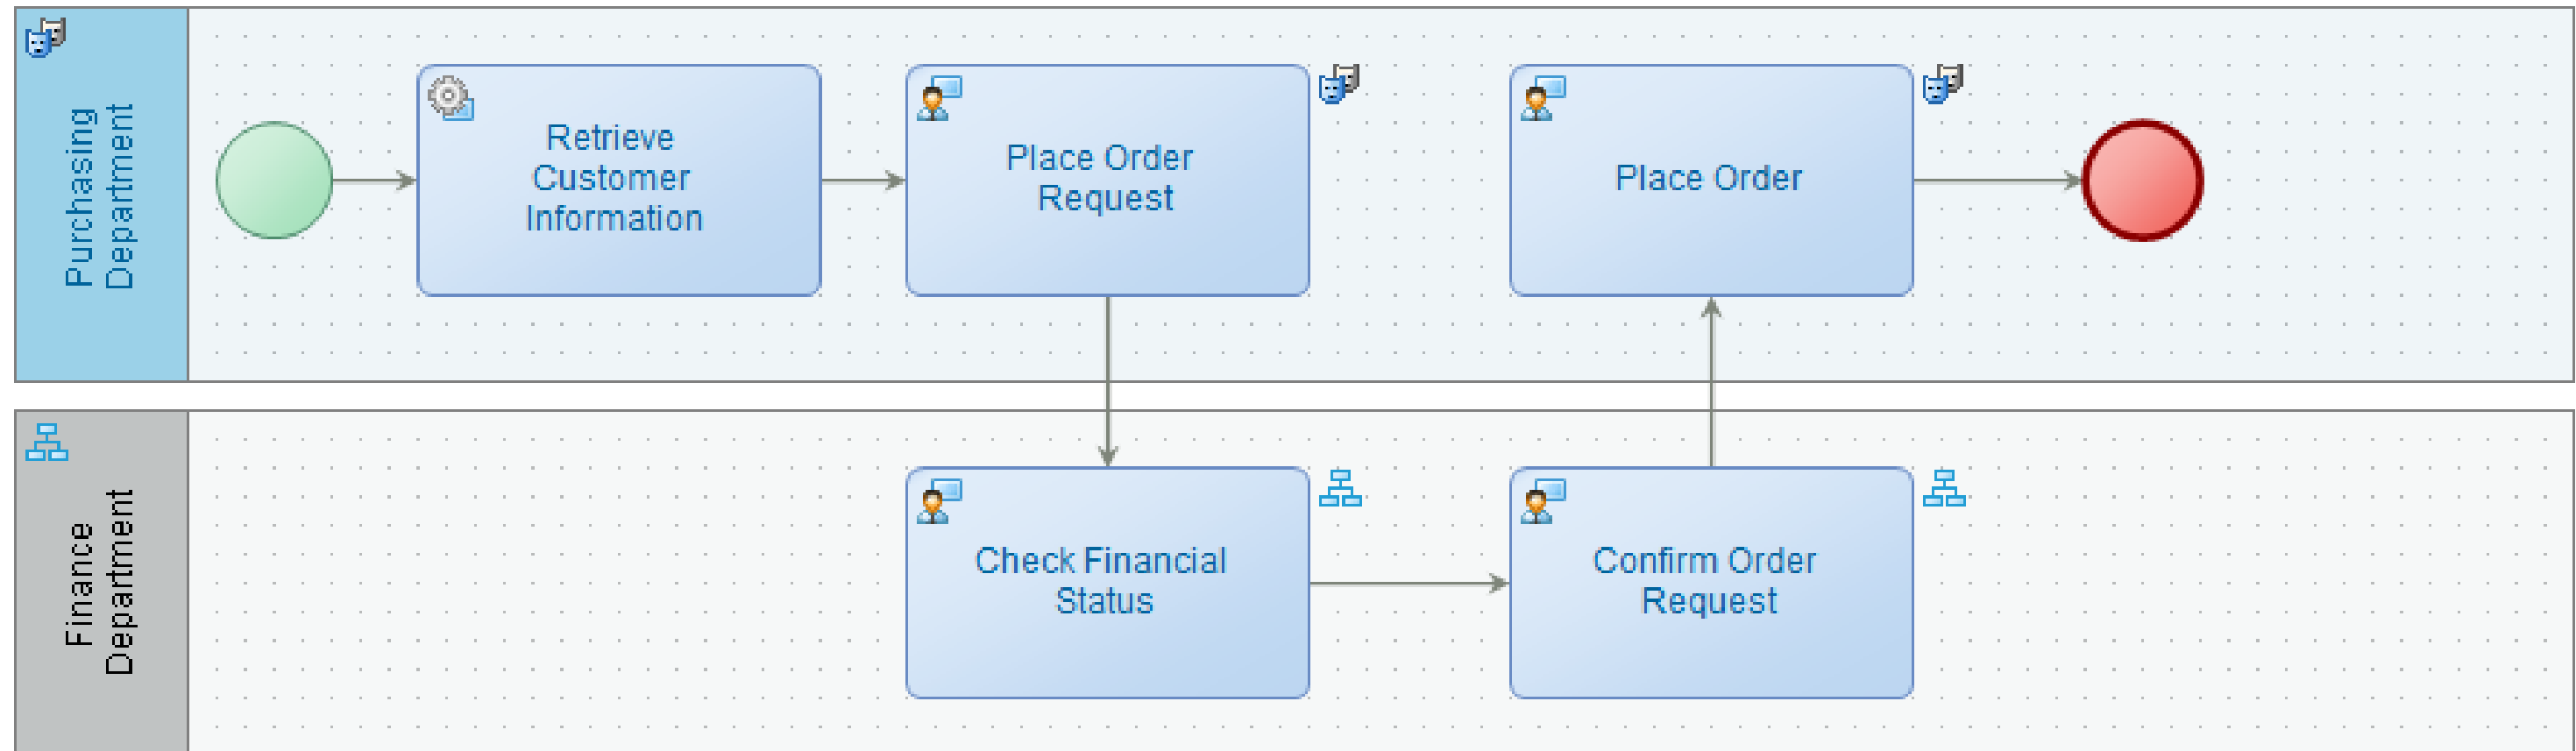 Purchasing
Department
Retrieve
Customer
Information
Place Order
Request
Place Order
Finance
Department
Check Financial
Status
Confirm Order
Request